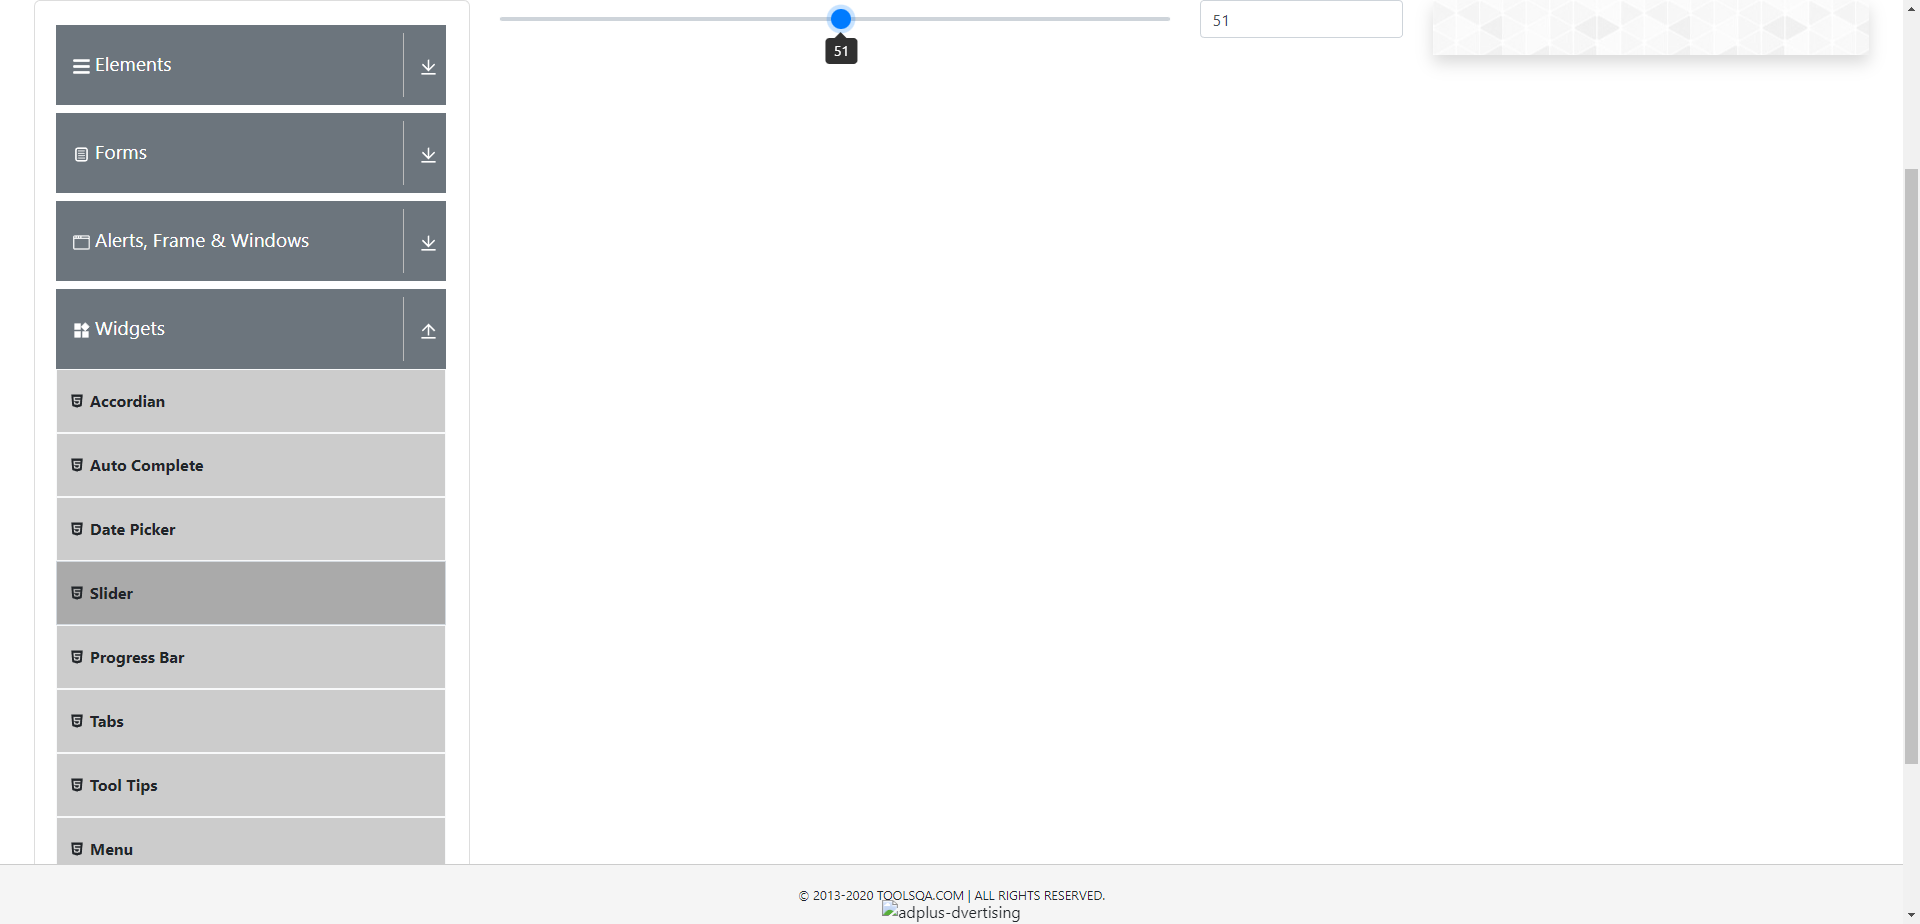 51
51
Elements
Forms
Alerts, Frame & Windows
Widgets
Accordian
Auto Complete
Date Picker
Slider
Progress Bar
Tabs
Tool Tips
Menu
© 2013-2020 TOOLSQA.COM | ALL RIGHTS RESERVED.
adplus-dvertising